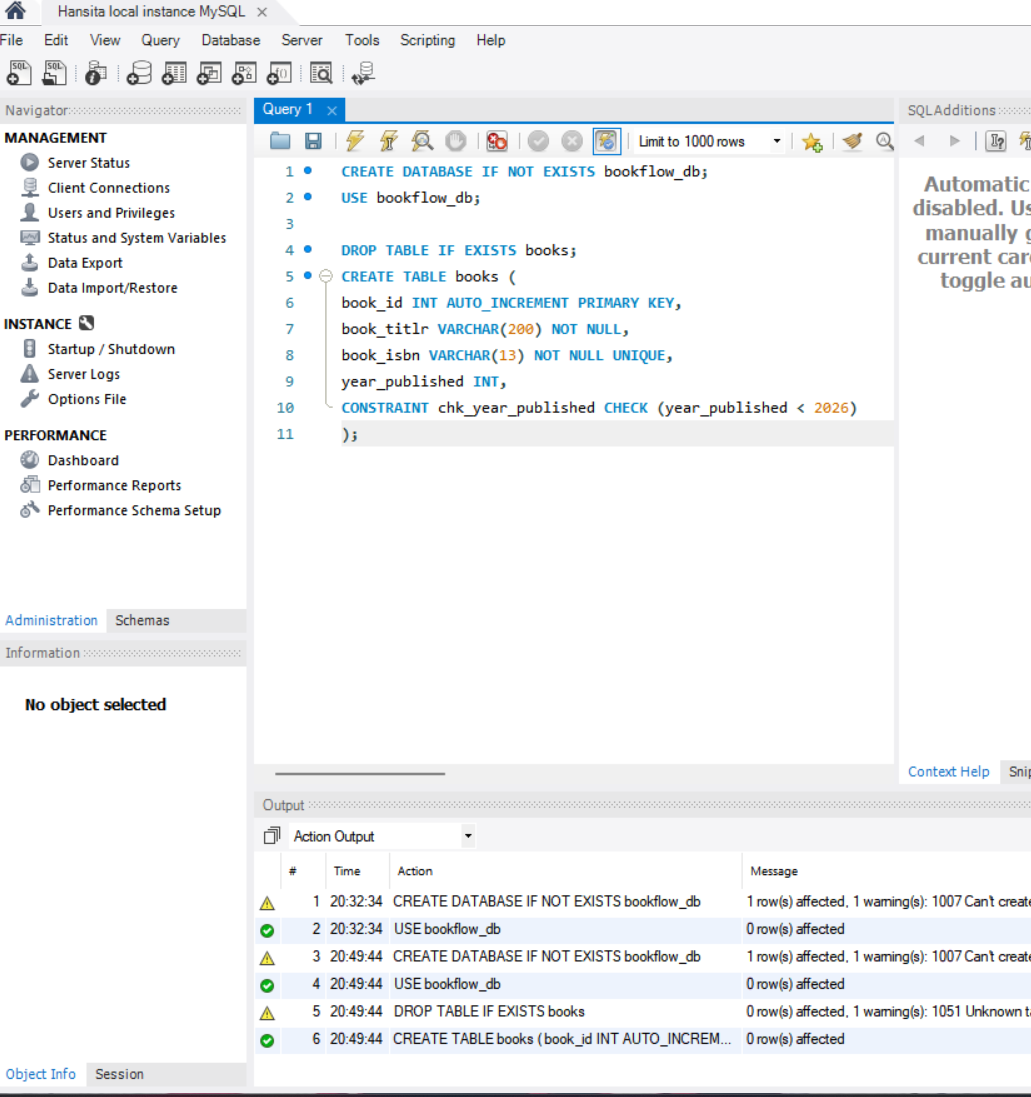 Hansita local instance MySQL
File Edit View Query Database Server Tools Scripting Help
Navigator
MANAGEMENT
Server Status
Client Connections
Users and Privileges
Status and System Variables
Data Export
Data Import/Restore
INSTANCE
Startup / Shutdown
Server Logs
Options File
PERFORMANCE
Dashboard
Performance Reports
Performance Schema Setup
Administration Schemas
Information
No object selected
Object Info Session
Query 1
Limit to 1000 rows
1 CREATE DATABASE IF NOT EXISTS bookflow_db;
2 USE bookflow_db;
3
4 DROP TABLE IF EXISTS books;
5 CREATE TABLE books (
6 book_id INT AUTO_INCREMENT PRIMARY KEY,
7 book_titlr VARCHAR(200) NOT NULL,
8 book_isbn VARCHAR(13) NOT NULL UNIQUE,
9 year_published INT,
10 CONSTRAINT chk_year_published CHECK (year_published < 2026)
11 );
SQLAdditions
Automatic
disabled. Us
manually g
current car
toggle au
Context Help Snip
Output
Action Output
# Time Action Message
1 20:32:34 CREATE DATABASE IF NOT EXISTS bookflow_db 1 row(s) affected, 1 warning(s): 1007 Can't create
2 20:32:34 USE bookflow_db 0 row(s) affected
3 20:49:44 CREATE DATABASE IF NOT EXISTS bookflow_db 1 row(s) affected, 1 warning(s): 1007 Can't create
4 20:49:44 USE bookflow_db 0 row(s) affected
5 20:49:44 DROP TABLE IF EXISTS books 0 row(s) affected, 1 warning(s): 1051 Unknown ta
6 20:49:44 CREATE TABLE books ( book_id INT AUTO_INCREM... 0 row(s) affected